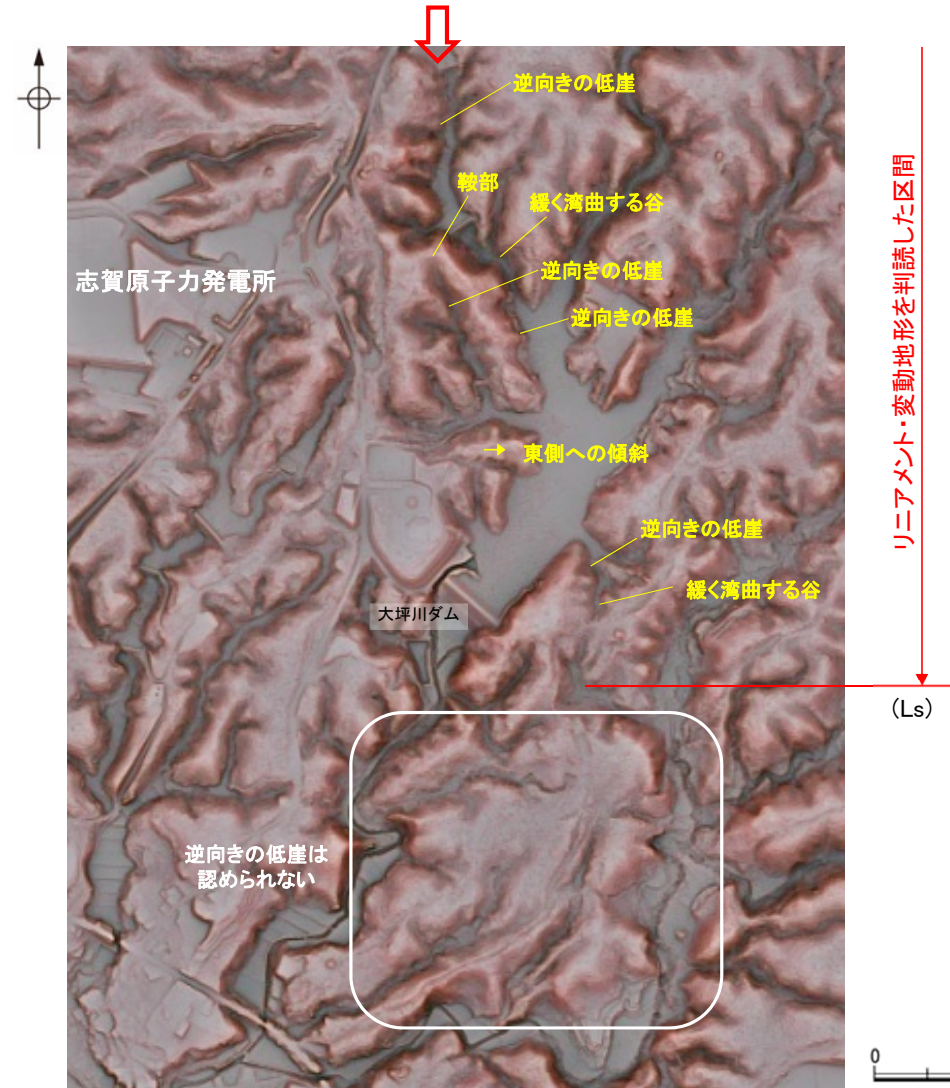 逆向きの低崖
鞍部
緩く湾曲する谷
逆向きの低崖
志賀原子力発電所
逆向きの低崖
リニアメント・変動地形を判読した区間
東側への傾斜
逆向きの低崖
緩く湾曲する谷
大坪川ダム
(Ls)
逆向きの低崖は
認められない
0